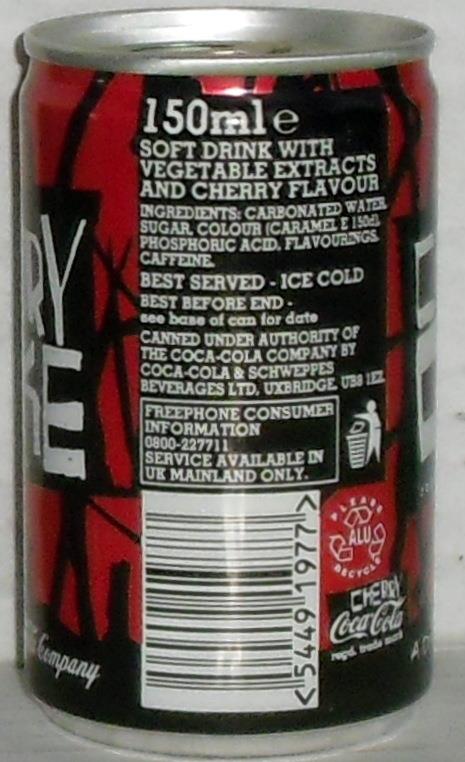 150ml e
SOFT DRINK WITH
VEGETABLE EXTRACTS
AND CHERRY FLAVOUR
INGREDIENTS: CARBONATED WATER,
SUGAR, COLOUR (CARAMEL E 150d),
PHOSPHORIC ACID, FLAVOURINGS,
CAFFEINE.
BEST SERVED - ICE COLD
BEST BEFORE END -
see base of can for date
CANNED UNDER AUTHORITY OF
THE COCA-COLA COMPANY BY
COCA-COLA & SCHWEPPES
BEVERAGES LTD, UXBRIDGE, UB8 1EZ.
FREEPHONE CONSUMER
INFORMATION
0800-227711
SERVICE AVAILABLE IN
UK MAINLAND ONLY.
<5449 1977>
PLEASE
ALU
RECYCLE
CHERRY
Coca-Cola
regd. trade mark
RY
KE
Company